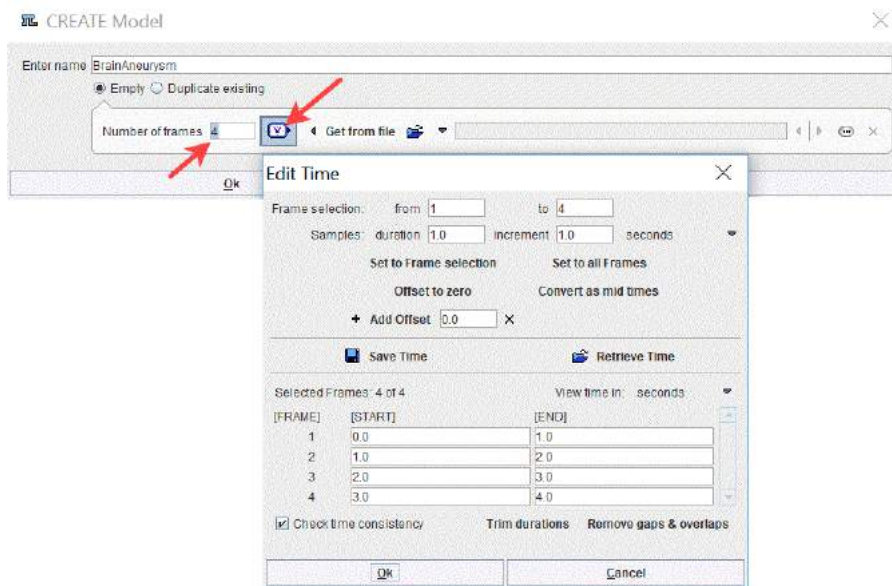 CREATE Model
Enter name BrainAneurysm
Empty Duplicate existing
Number of frames 4 V Get from file
Ok
Edit Time
Frame selection: from 1 to 4
Samples: duration 1.0 increment 1.0 seconds
Set to Frame selection Set to all Frames
Offset to zero Convert as mid times
+ Add Offset 0.0
Save Time Retrieve Time
Selected Frames: 4 of 4 View time in: seconds
[FRAME] [START] [END]
1 0.0 1.0
2 1.0 2.0
3 2.0 3.0
4 3.0 4.0
Check time consistency Trim durations Remove gaps & overlaps
Ok Cancel